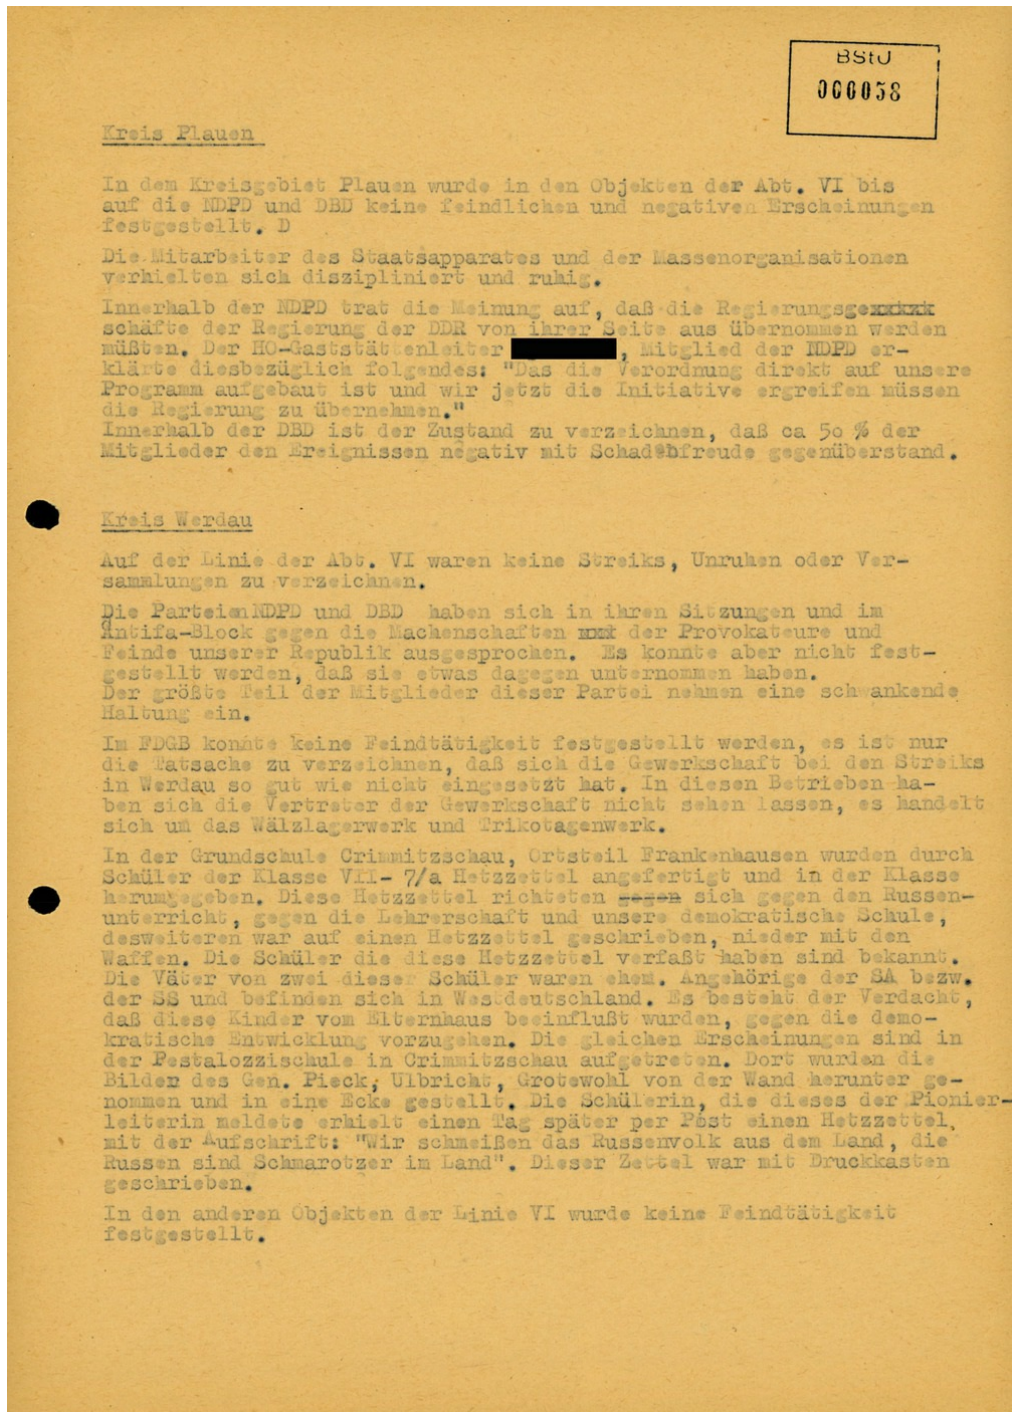 BStU
000038
Kreis Plauen
In dem Kreisgebiet Plauen wurde in den Objekten der Abt. VI bis
auf die NDPD und DBD keine feindlichen und negativen Erscheinungen
festgestellt. D
Die Mitarbeiter des Staatsapparates und der Massenorganisationen
verhielten sich diszipliniert und ruhig.
Innerhalb der NDPD trat die Meinung auf, daß die Regierungsgexxxxx
schäfte der Regierung der DDR von ihrer Seite aus übernommen werden
müßten. Der HO-Gaststättenleiter , Mitglied der NDPD er-
klärte diesbezüglich folgendes: "Das die Verordnung direkt auf unsere
Programm aufgebaut ist und wir jetzt die Initiative ergreifen müssen
die Regierung zu übernehmen."
Innerhalb der DBD ist der Zustand zu verzeichnen, daß ca 50 % der
Mitglieder den Ereignissen negativ mit Schadenfreude gegenüberstand.
Kreis Werdau
Auf der Linie der Abt. VI waren keine Streiks, Unruhen oder Ver-
sammlungen zu verzeichnen.
Die ParteienNDPD und DBD haben sich in ihren Sitzungen und im
Antifa-Block gegen die Machenschaften xxx der Provokateure und
Feinde unserer Republik ausgesprochen. Es konnte aber nicht fest-
gestellt werden, daß sie etwas dagegen unternommen haben.
Der größte Teil der Mitglieder dieser Partei nehmen eine schwankende
Haltung ein.
Im FDGB konnte keine Feindtätigkeit festgestellt werden, es ist nur
die Tatsache zu verzeichnen, daß sich die Gewerkschaft bei den Streiks
in Werdau so gut wie nicht eingesetzt hat. In diesen Betrieben ha-
ben sich die Vertreter der Gewerkschaft nicht sehen lassen, es handelt
sich um das Wälzlagerwerk und Trikotagenwerk.
In der Grundschule Crimmitzschau, Ortsteil Frankenhausen wurden durch
Schüler der Klasse VII- 7/a Hetzzettel angefertigt und in der Klasse
herumgegeben. Diese Hetzzettel richteten gegen sich gegen den Russen-
unterricht, gegen die Lehrerschaft und unsere demokratische Schule,
desweiteren war auf einen Hetzzettel geschrieben, nieder mit den
Waffen. Die Schüler die diese Hetzzettel verfaßt haben sind bekannt.
Die Väter von zwei dieser Schüler waren ehem. Angehörige der SA bezw.
der SS und befinden sich in Westdeutschland. Es besteht der Verdacht,
daß diese Kinder vom Elternhaus beeinflußt wurden, gegen die demo-
kratische Entwicklung vorzugehen. Die gleichen Erscheinungen sind in
der Pestalozzischule in Crimmitzschau aufgetreten. Dort wurden die
Bilder des Gen. Pieck, Ulbricht, Grotewohl von der Wand herunter ge-
nommen und in eine Ecke gestellt. Die Schülerin, die dieses der Pionier-
leiterin meldete erhielt einen Tag später per Post einen Hetzzettel,
mit der Aufschrift: "Wir schmeißen das Russenvolk aus dem Land, die
Russen sind Schmarotzer im Land". Dieser Zettel war mit Druckkasten
geschrieben.
In den anderen Objekten der Linie VI wurde keine Feindtätigkeit
festgestellt.